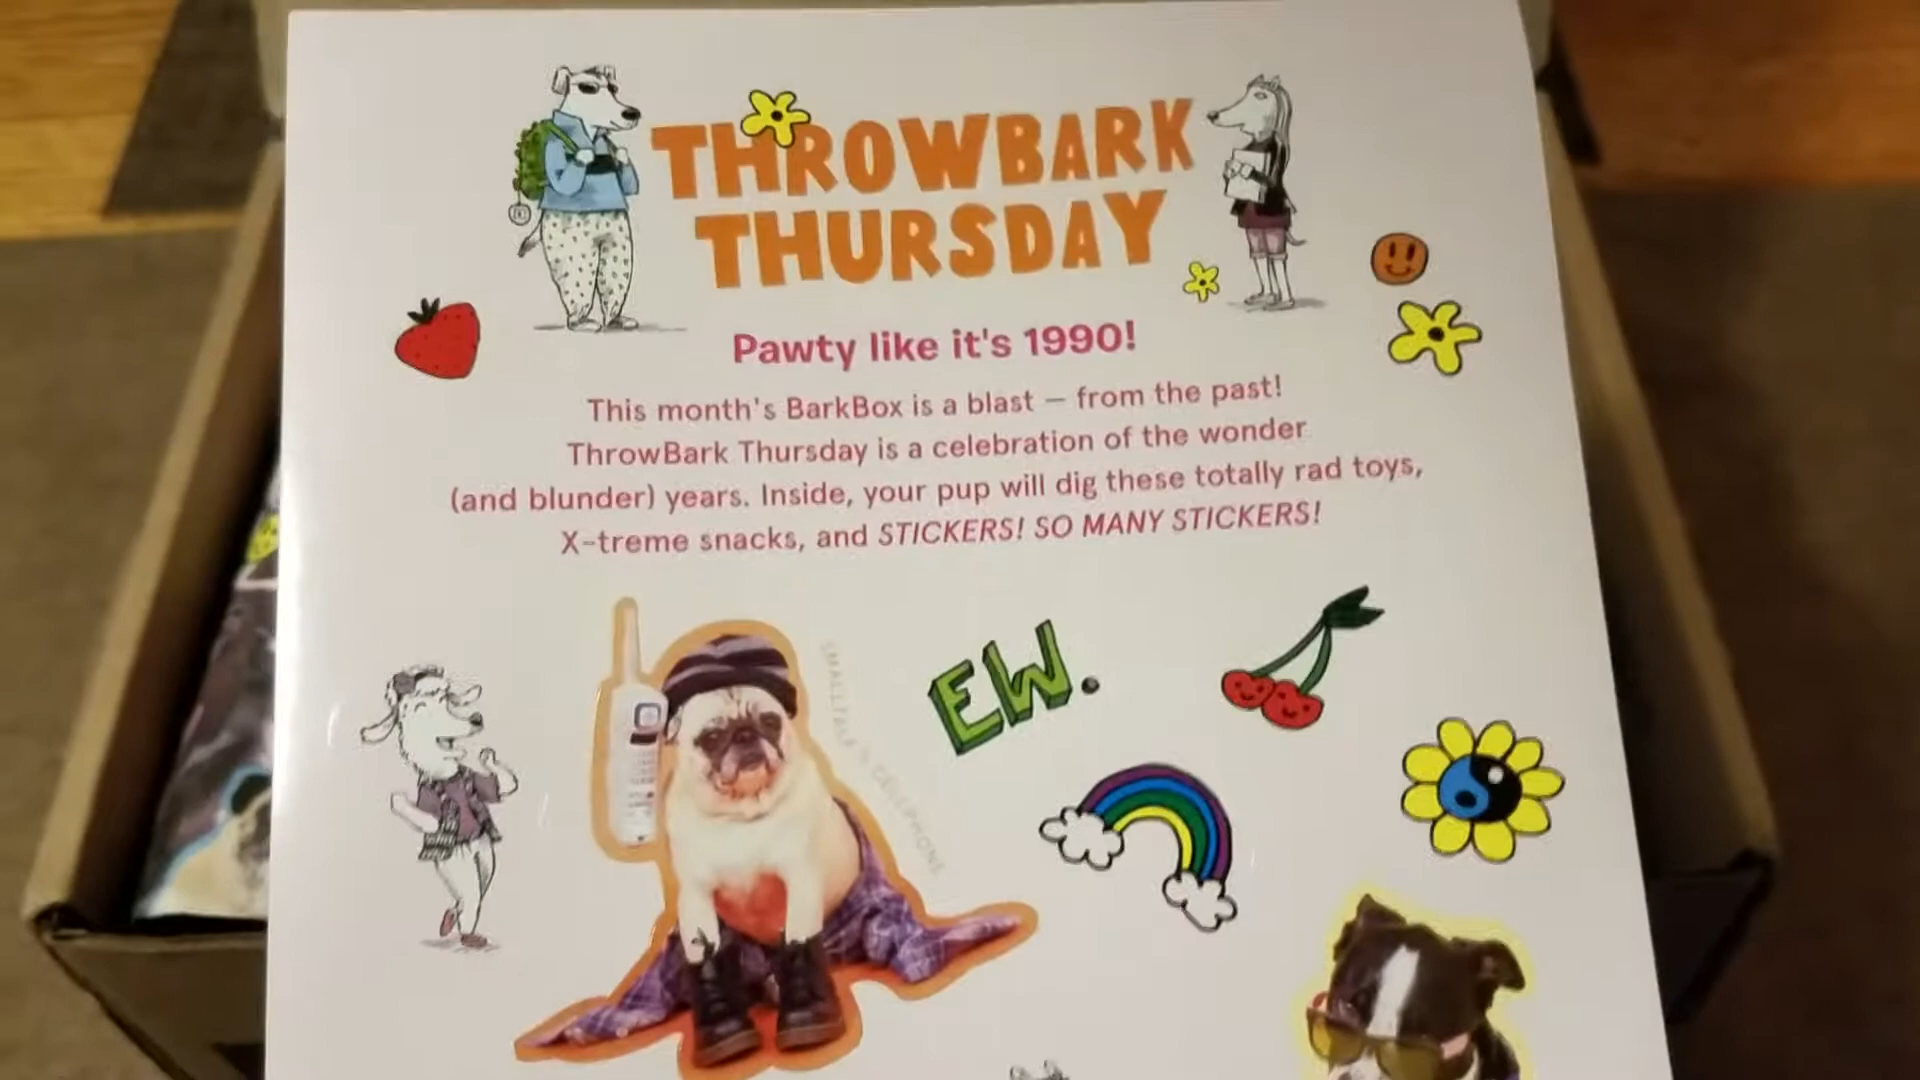 THROWBARK
THURSDAY
Pawty like it's 1990!
This month's BarkBox is a blast — from the past!
ThrowBark Thursday is a celebration of the wonder
(and blunder) years. Inside, your pup will dig these totally rad toys,
X-treme snacks, and STICKERS! SO MANY STICKERS!
EW.